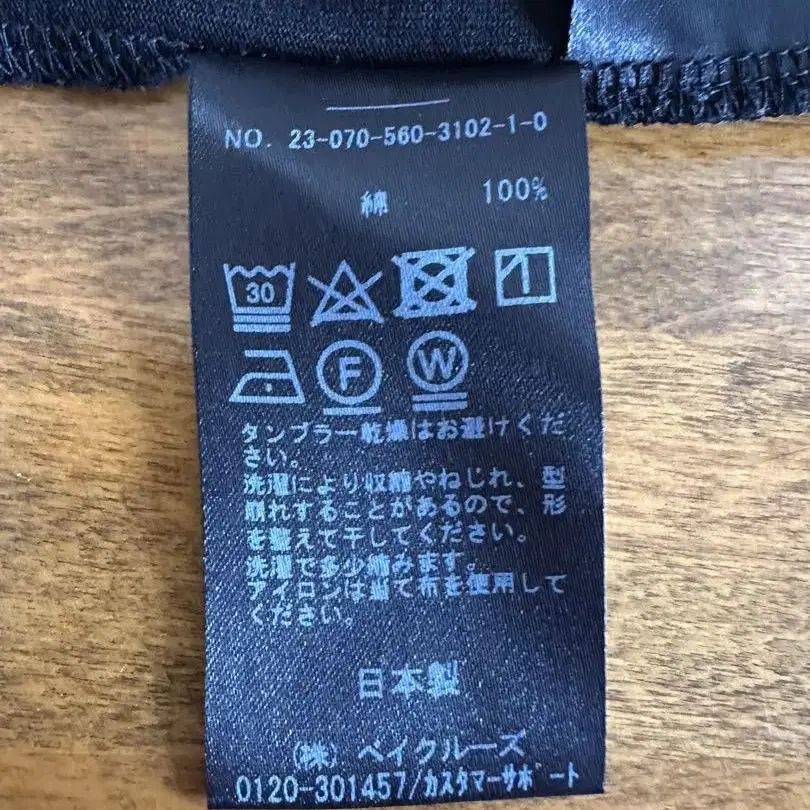 NO. 23-070-560-3102-1-0
綿 100%
30
F W
タンブラー乾燥はお避けくだ
さい。
洗濯により収縮やねじれ、型
崩れすることがあるので、形
を整えて干してください。
洗濯で多少縮みます。
アイロンは当て布を使用して
ください。
日本製
(株) ベイクルーズ
0120-301457/カスタマーサポート